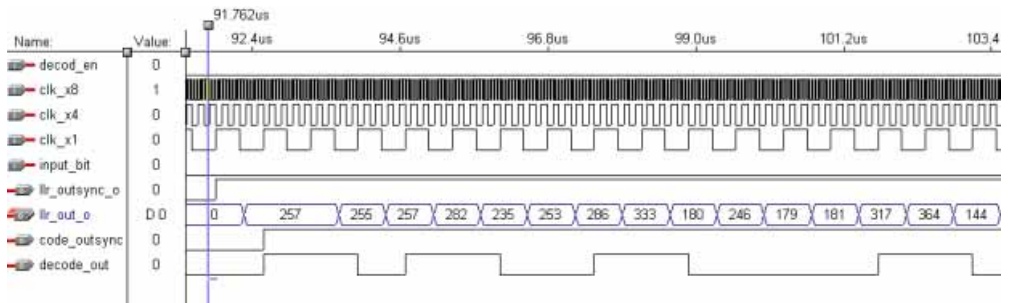 91.762us
Name: Value: 92.4us 94.6us 96.8us 99.0us 101.2us 103.4
decod_en 0
clk_x8 1
clk_x4 0
clk_x1 0
input_bit 0
llr_outsync_o 0
llr_out_o D 0 0 257 255 257 282 235 253 286 333 180 246 179 181 317 364 144
code_outsync 0
decode_out 0